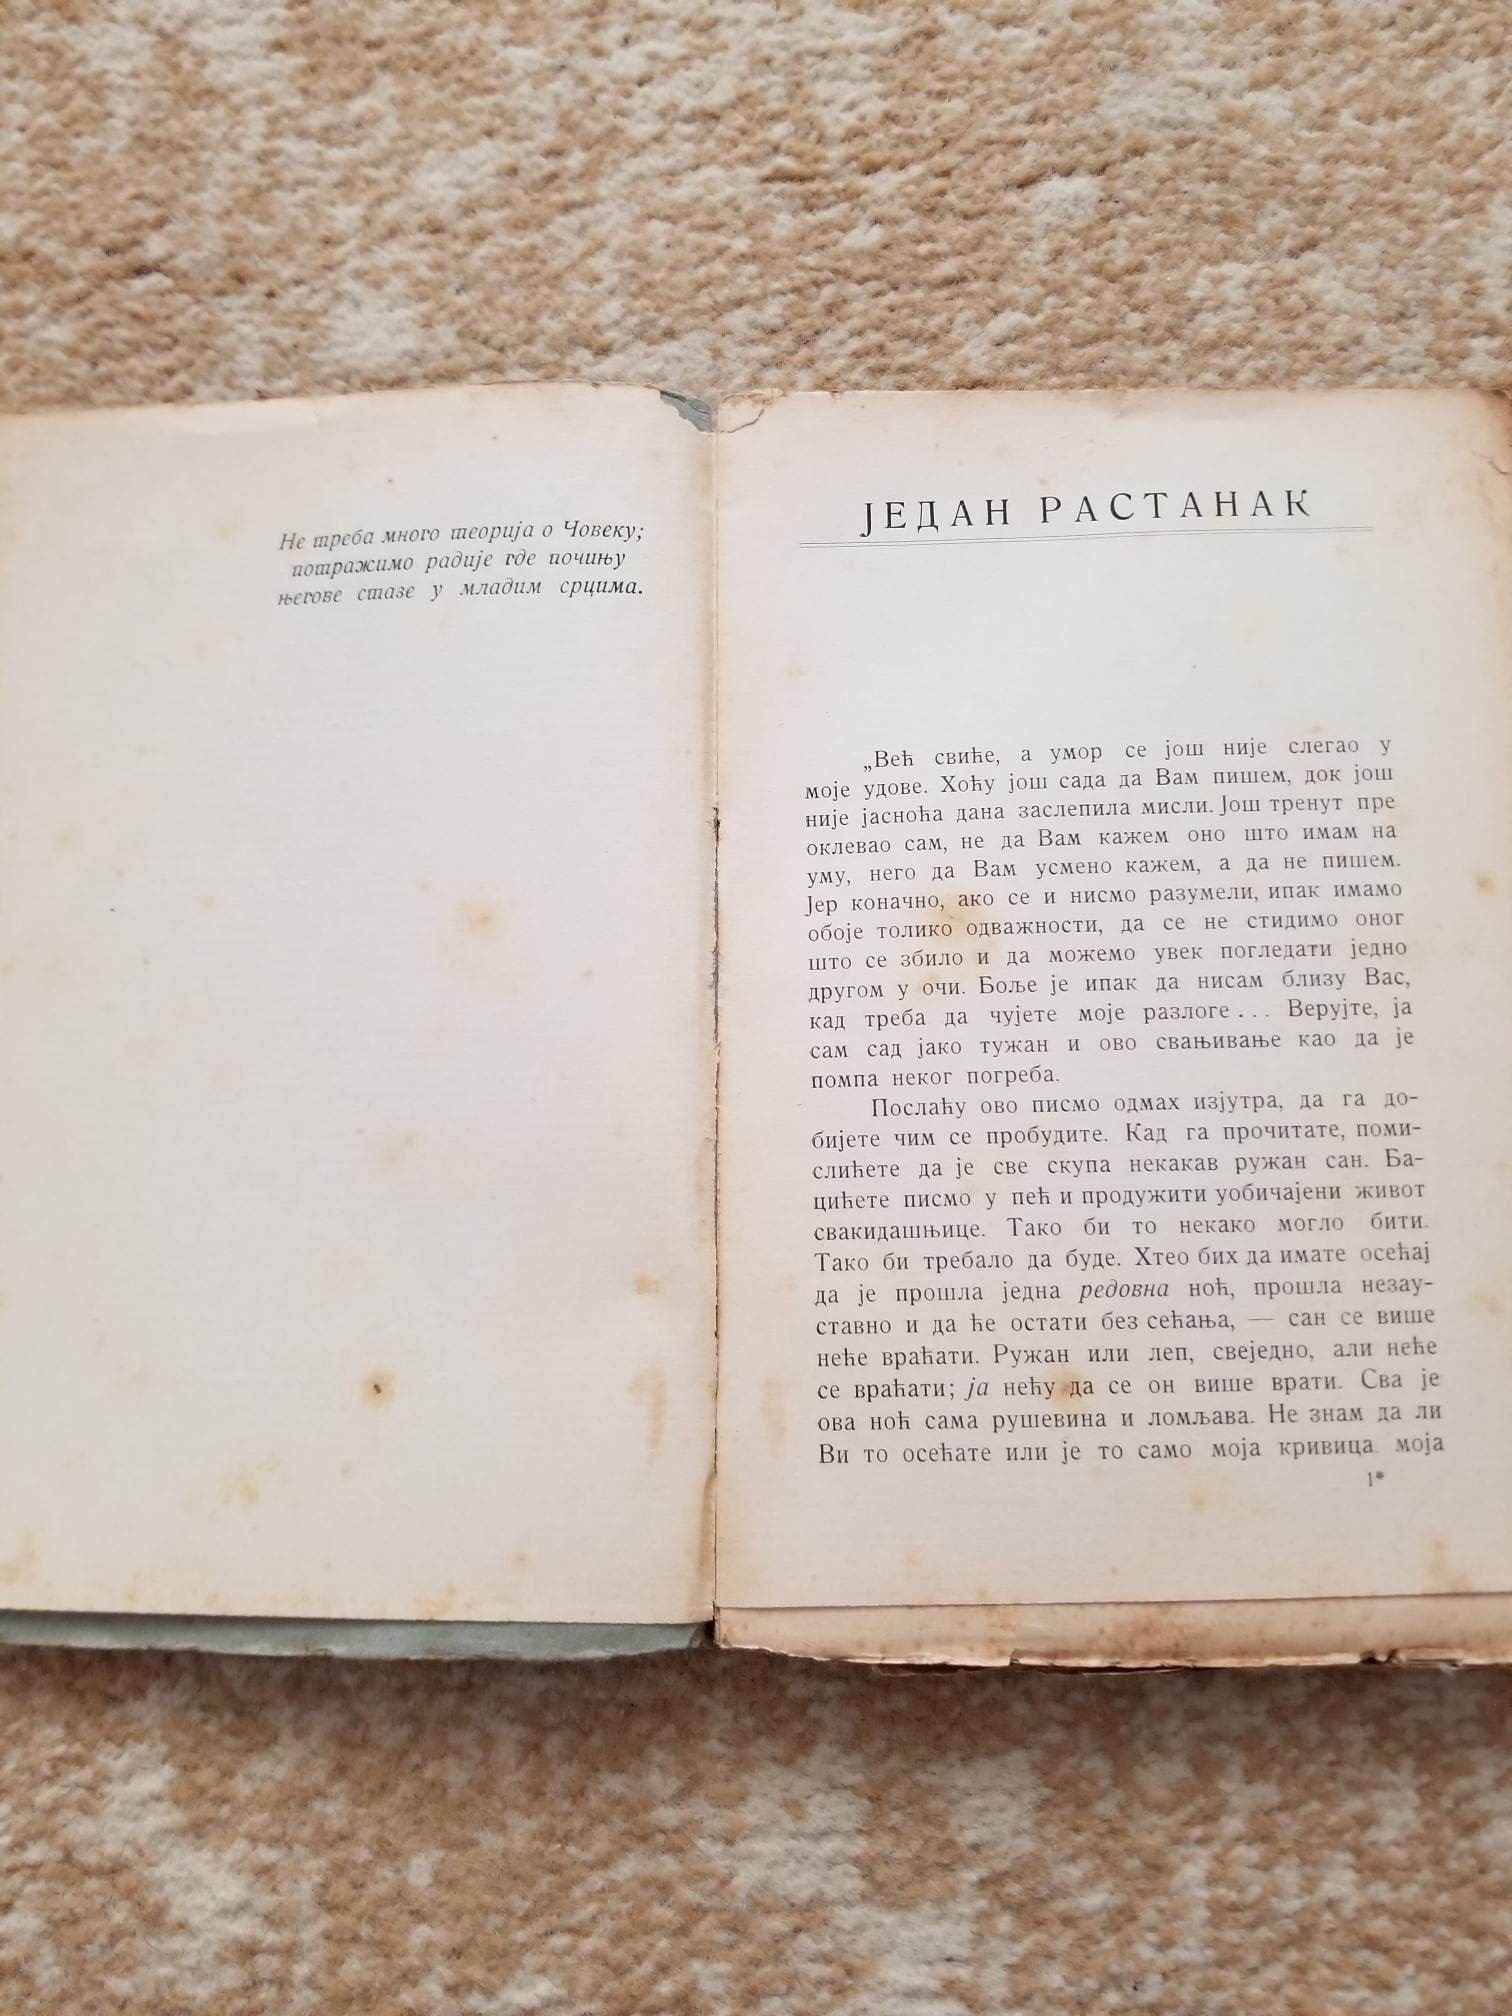 Не треба много теорија о Човеку;
потражимо радије где почињу
његове стазе у младим срцима.
ЈЕДАН РАСТАНАК
„Већ свиће, а умор се још није слегао у
моје удове. Хоћу још сада да Вам пишем, док још
није јасноћа дана заслепила мисли. Још тренут пре
оклевао сам, не да Вам кажем оно што имам на
уму, него да Вам усмено кажем, а да не пишем.
Јер коначно, ако се и нисмо разумели, ипак имамо
обоје толико одважности, да се не стидимо оног
што се збило и да можемо увек погледати једно
другом у очи. Боље је ипак да нисам близу Вас,
кад треба да чујете моје разлоге... Верујте, ја
сам сад јако тужан и ово свањивање као да је
помпа неког погреба.
Послаћу ово писмо одмах изјутра, да га до-
бијете чим се пробудите. Кад га прочитате, поми-
слићете да је све скупа некакав ружан сан. Ба-
цићете писмо у пећ и продужити уобичајени живот
свакидашњице. Тако би то некако могло бити.
Тако би требало да буде. Хтео бих да имате осећај
да је прошла једна редовна ноћ, прошла незау-
ставно и да ће остати без сећања, — сан се више
неће враћати. Ружан или леп, свеједно, али неће
се враћати; ја нећу да се он више врати. Сва је
ова ноћ сама рушевина и ломљава. Не знам да ли
Ви то осећате или је то само моја кривица. моја
1*